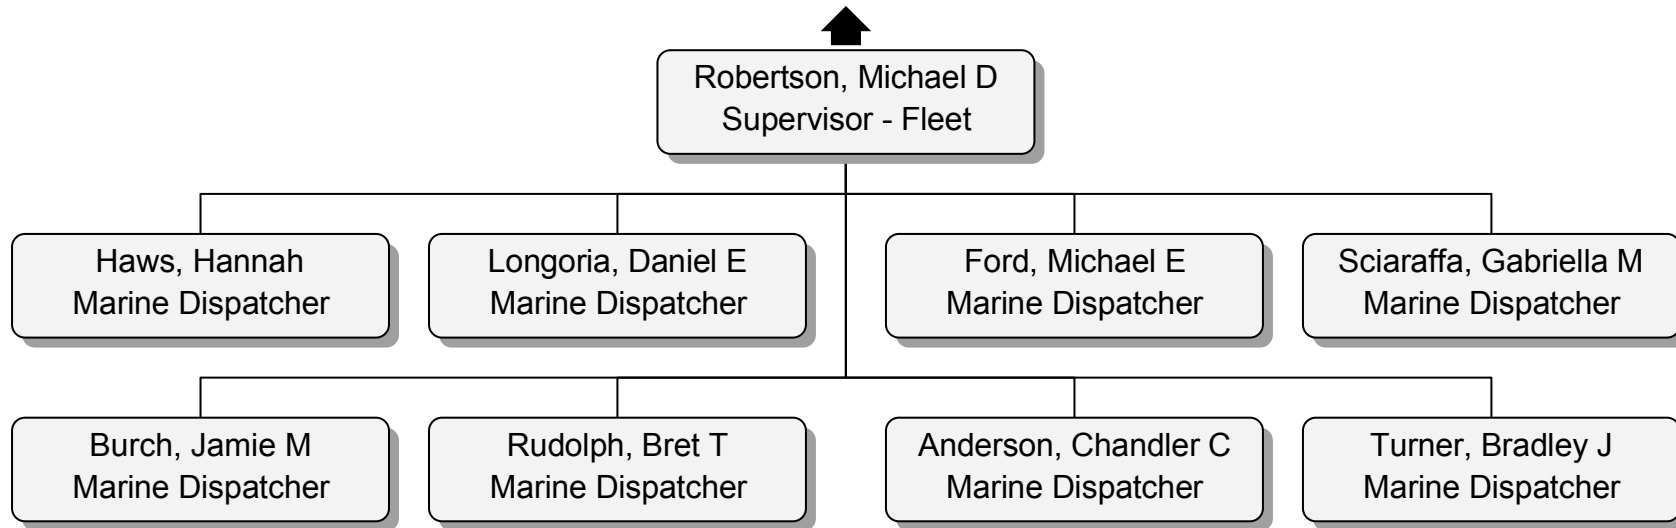 Robertson, Michael D
Supervisor - Fleet
Haws, Hannah
Marine Dispatcher
Longoria, Daniel E
Marine Dispatcher
Ford, Michael E
Marine Dispatcher
Sciaraffa, Gabriella M
Marine Dispatcher
Burch, Jamie M
Marine Dispatcher
Rudolph, Bret T
Marine Dispatcher
Anderson, Chandler C
Marine Dispatcher
Turner, Bradley J
Marine Dispatcher